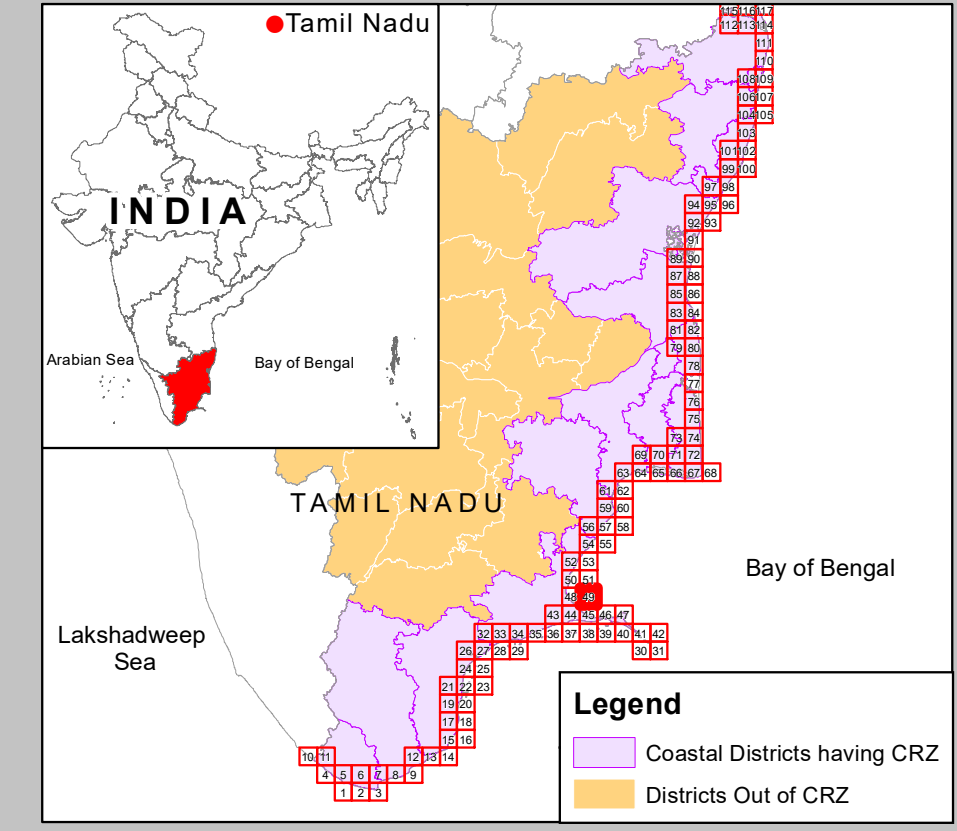 Tamil Nadu
INDIA
Arabian Sea
Bay of Bengal
115 116 117
112 113 114
111
110
108 109
106 107
104 105
103
101 102
99 100
97 98
94 95 96
92 93
91
89 90
87 88
85 86
83 84
81 82
79 80
78
77
76
75
73 74
69 70 71 72
63 64 65 66 67 68
61 62
TAMIL NADU
59 60
56 57 58
54 55
52 53
Bay of Bengal
50 51
48 49
43 44 45 46 47
32 33 34 35 36 37 38 39 40 41 42
Lakshadweep
Sea
26 27 28 29 30 31
24 25
21 22 23
19 20
17 18
15 16
10 11 12 13 14
4 5 6 7 8 9
1 2 3
Legend
Coastal Districts having CRZ
Districts Out of CRZ